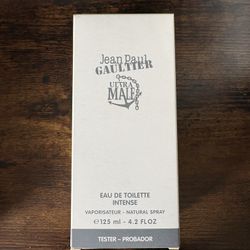 Jean Paul
GAULTIER
ULTRA
MALE
EAU DE TOILETTE
INTENSE
VAPORISATEUR - NATURAL SPRAY
℮125 ml - 4.2 FL.OZ
TESTER - PROBADOR